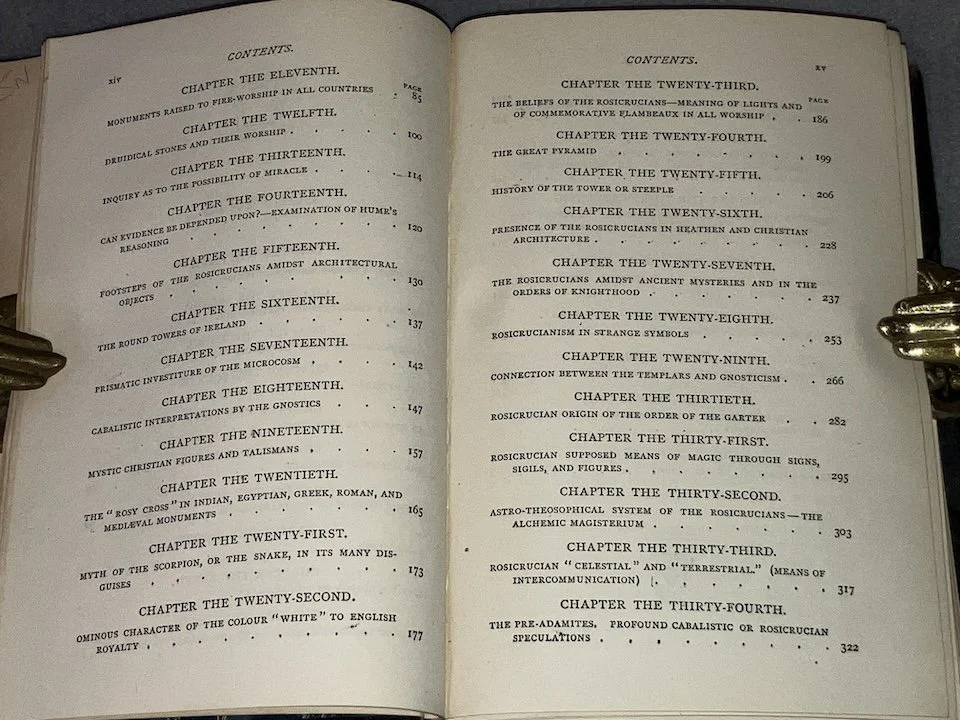 CONTENTS.
xiv
CHAPTER THE ELEVENTH.
PAGE
MONUMENTS RAISED TO FIRE-WORSHIP IN ALL COUNTRIES . 85
CHAPTER THE TWELFTH.
DRUIDICAL STONES AND THEIR WORSHIP . . . . . 100
CHAPTER THE THIRTEENTH.
INQUIRY AS TO THE POSSIBILITY OF MIRACLE . . . . 114
CHAPTER THE FOURTEENTH.
CAN EVIDENCE BE DEPENDED UPON?—EXAMINATION OF HUME'S
REASONING . . . . . . . . 120
CHAPTER THE FIFTEENTH.
FOOTSTEPS OF THE ROSICRUCIANS AMIDST ARCHITECTURAL
OBJECTS . . . . . . . . 130
CHAPTER THE SIXTEENTH.
THE ROUND TOWERS OF IRELAND . . . . . . 137
CHAPTER THE SEVENTEENTH.
PRISMATIC INVESTITURE OF THE MICROCOSM . . . . 142
CHAPTER THE EIGHTEENTH.
CABALISTIC INTERPRETATIONS BY THE GNOSTICS . . . . 147
CHAPTER THE NINETEENTH.
MYSTIC CHRISTIAN FIGURES AND TALISMANS . . . . 157
CHAPTER THE TWENTIETH.
THE "ROSY CROSS" IN INDIAN, EGYPTIAN, GREEK, ROMAN, AND
MEDIÆVAL MONUMENTS . . . . . . . 165
CHAPTER THE TWENTY-FIRST.
MYTH OF THE SCORPION, OR THE SNAKE, IN ITS MANY DIS-
GUISES . . . . . . . . 173
CHAPTER THE TWENTY-SECOND.
OMINOUS CHARACTER OF THE COLOUR "WHITE" TO ENGLISH
ROYALTY . . . . . . . . 177
CONTENTS.
xv
CHAPTER THE TWENTY-THIRD.
PAGE
THE BELIEFS OF THE ROSICRUCIANS—MEANING OF LIGHTS AND
OF COMMEMORATIVE FLAMBEAUX IN ALL WORSHIP . . 186
CHAPTER THE TWENTY-FOURTH.
THE GREAT PYRAMID . . . . . . . 199
CHAPTER THE TWENTY-FIFTH.
HISTORY OF THE TOWER OR STEEPLE . . . . . 206
CHAPTER THE TWENTY-SIXTH.
PRESENCE OF THE ROSICRUCIANS IN HEATHEN AND CHRISTIAN
ARCHITECTURE . . . . . . . 228
CHAPTER THE TWENTY-SEVENTH.
THE ROSICRUCIANS AMIDST ANCIENT MYSTERIES AND IN THE
ORDERS OF KNIGHTHOOD . . . . . . 237
CHAPTER THE TWENTY-EIGHTH.
ROSICRUCIANISM IN STRANGE SYMBOLS . . . . . 253
CHAPTER THE TWENTY-NINTH.
CONNECTION BETWEEN THE TEMPLARS AND GNOSTICISM . . 266
CHAPTER THE THIRTIETH.
ROSICRUCIAN ORIGIN OF THE ORDER OF THE GARTER . . 282
CHAPTER THE THIRTY-FIRST.
ROSICRUCIAN SUPPOSED MEANS OF MAGIC THROUGH SIGNS,
SIGILS, AND FIGURES . . . . . . 295
CHAPTER THE THIRTY-SECOND.
ASTRO-THEOSOPHICAL SYSTEM OF THE ROSICRUCIANS—THE
ALCHEMIC MAGISTERIUM . . . . . . 303
CHAPTER THE THIRTY-THIRD.
ROSICRUCIAN "CELESTIAL" AND "TERRESTRIAL" (MEANS OF
INTERCOMMUNICATION) . . . . . . 317
CHAPTER THE THIRTY-FOURTH.
THE PRE-ADAMITES. PROFOUND CABALISTIC OR ROSICRUCIAN
SPECULATIONS . . . . . . . 322